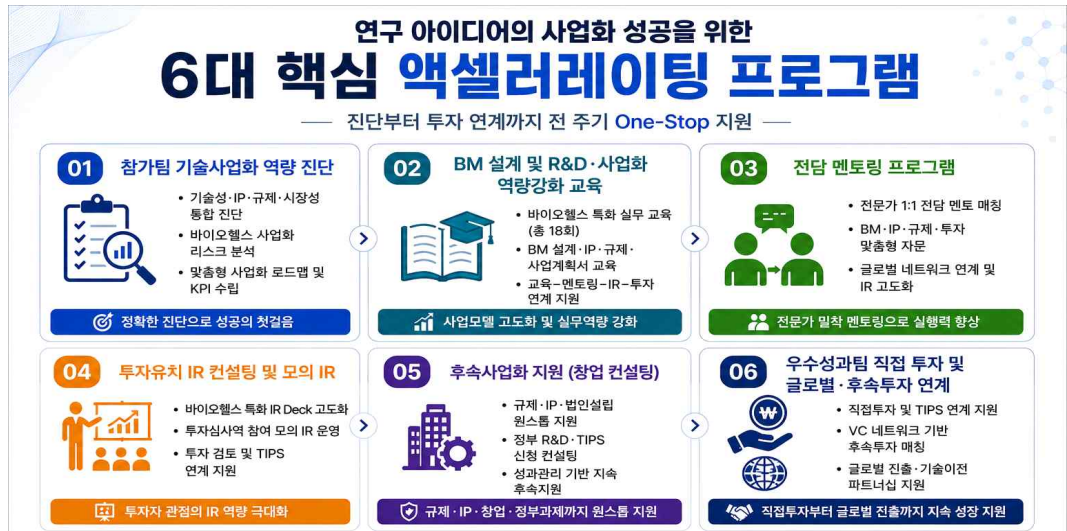 연구 아이디어의 사업화 성공을 위한
6대 핵심 액셀러레이팅 프로그램
진단부터 투자 연계까지 전 주기 One-Stop 지원
01 참가팀 기술사업화 역량 진단
• 기술성·IP·규제·시장성
통합 진단
• 바이오헬스 사업화
리스크 분석
• 맞춤형 사업화 로드맵 및
KPI 수립
정확한 진단으로 성공의 첫걸음
02 BM 설계 및 R&D·사업화
역량강화 교육
• 바이오헬스 특화 실무 교육
(총 18회)
• BM 설계·IP·규제·
사업계획서 교육
• 교육–멘토링–IR–투자
연계 지원
사업모델 고도화 및 실무역량 강화
03 전담 멘토링 프로그램
• 전문가 1:1 전담 멘토 매칭
• BM·IP·규제·투자
맞춤형 자문
• 글로벌 네트워크 연계 및
IR 고도화
전문가 밀착 멘토링으로 실행력 향상
04 투자유치 IR 컨설팅 및 모의 IR
• 바이오헬스 특화 IR Deck 고도화
• 투자심사역 참여 모의 IR 운영
• 투자 검토 및 TIPS
연계 지원
투자자 관점의 IR 역량 극대화
05 후속사업화 지원 (창업 컨설팅)
• 규제·IP·법인설립
원스톱 지원
• 정부 R&D·TIPS
신청 컨설팅
• 성과관리 기반 지속
후속지원
규제·IP·창업·정부과제까지 원스톱 지원
06 우수성과팀 직접 투자 및
글로벌·후속투자 연계
₩
• 직접투자 및 TIPS 연계 지원
• VC 네트워크 기반
후속투자 매칭
• 글로벌 진출·기술이전
파트너십 지원
직접투자부터 글로벌 진출까지 지속 성장 지원